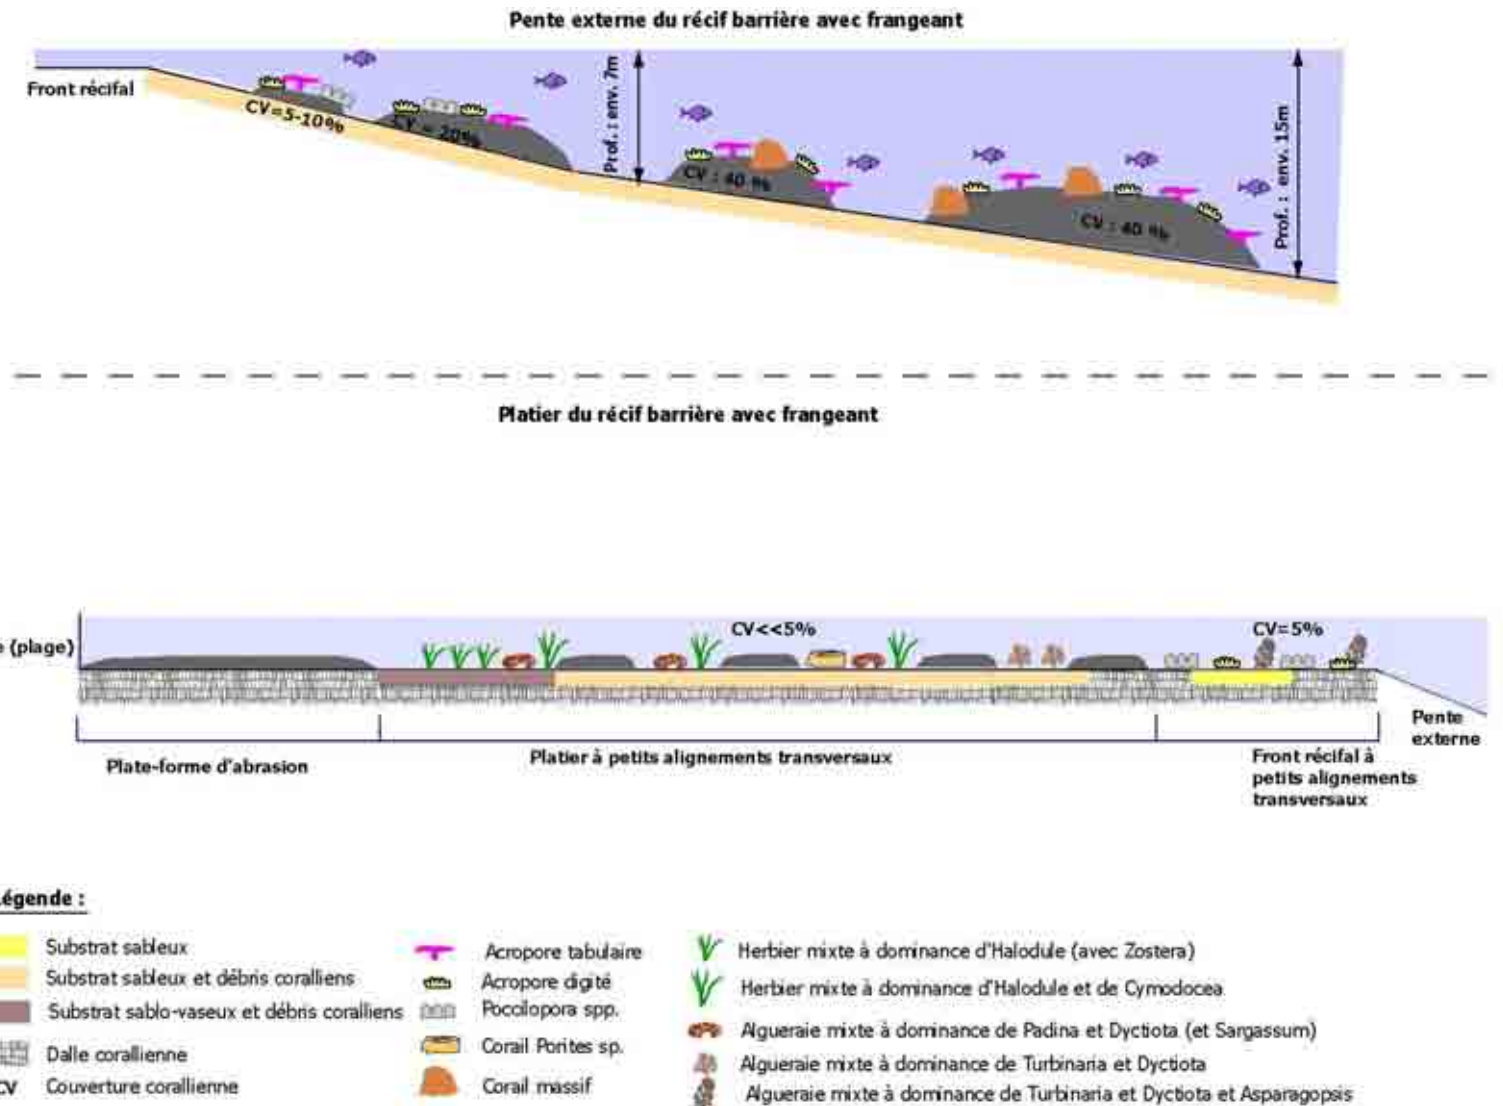 Pente externe du récif barrière avec frangeant
Front récifal
CV=5-10%
CV = 20%
Prof. : env. 7m
CV : 40 %
CV : 40 %
Prof. : env. 15m
Platier du récif barrière avec frangeant
(plage)
CV<<5%
CV=5%
Plate-forme d'abrasion
Platier à petits alignements transversaux
Front récifal à
petits alignements
transversaux
Pente
externe
égende :
Substrat sableux
Substrat sableux et débris coralliens
Substrat sablo-vaseux et débris coralliens
Dalle corallienne
CV Couverture corallienne
Acropore tabulaire
Acropore digité
Pocilopora spp.
Corail Porites sp.
Corail massif
Herbier mixte à dominance d'Halodule (avec Zostera)
Herbier mixte à dominance d'Halodule et de Cymodocea
Algueraie mixte à dominance de Padina et Dyctiota (et Sargassum)
Algueraie mixte à dominance de Turbinaria et Dyctiota
Algueraie mixte à dominance de Turbinaria et Dyctiota et Asparagopsis